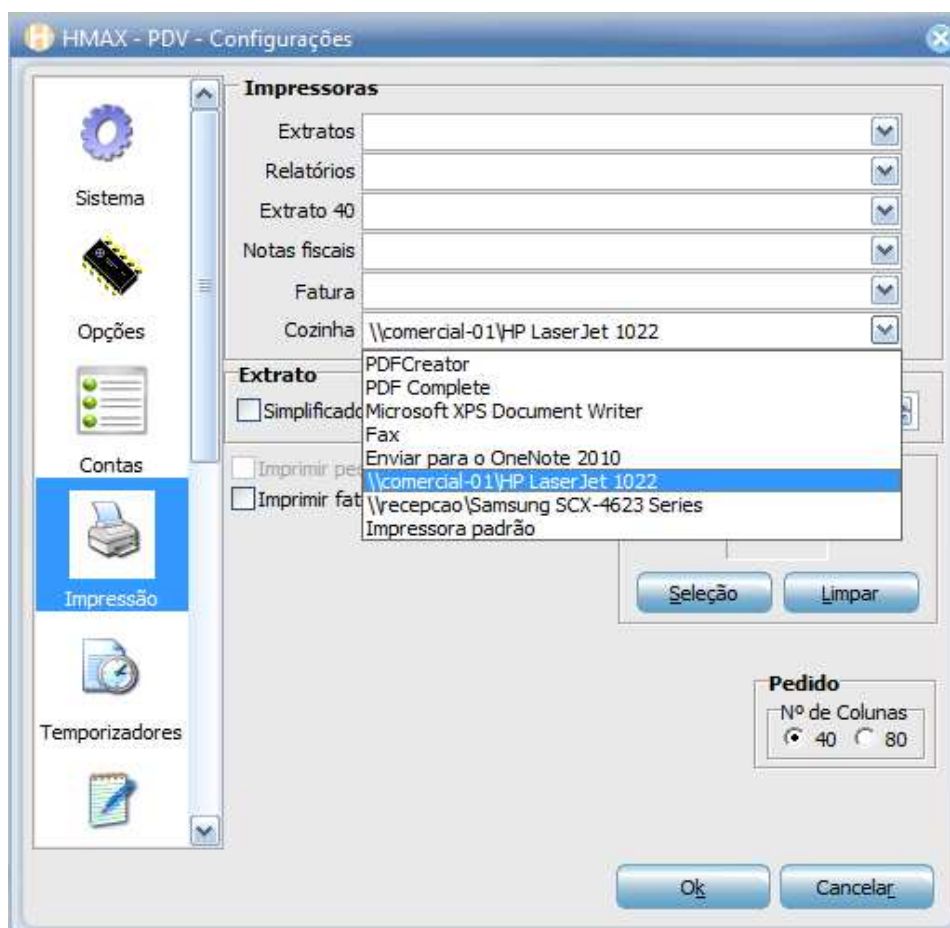 HMAX - PDV - Configurações
Sistema
Opções
Contas
Impressão
Temporizadores
Impressoras
Extratos
Relatórios
Extrato 40
Notas fiscais
Fatura
Cozinha \\comercial-01\HP LaserJet 1022
PDFCreator
PDF Complete
Microsoft XPS Document Writer
Fax
Enviar para o OneNote 2010
\\comercial-01\HP LaserJet 1022
\\recepcao\Samsung SCX-4623 Series
Impressora padrão
Extrato
Simplificado
Imprimir pe
Imprimir fat
Seleção Limpar
Pedido
Nº de Colunas
40 80
Ok Cancelar